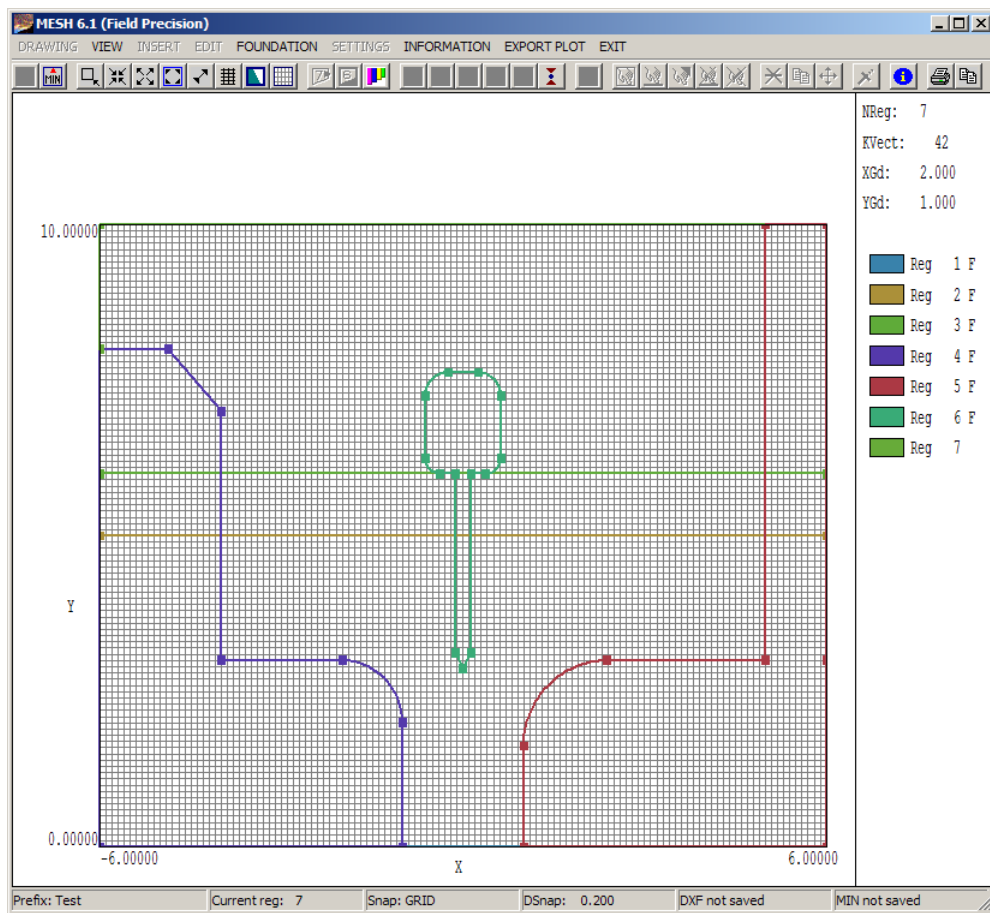 MESH 6.1 (Field Precision)
DRAWING VIEW INSERT EDIT FOUNDATION SETTINGS INFORMATION EXPORT PLOT EXIT
MIN
NReg: 7
KVect: 42
XGd: 2.000
YGd: 1.000
Reg 1 F
Reg 2 F
Reg 3 F
Reg 4 F
Reg 5 F
Reg 6 F
Reg 7
10.00000
Y
0.00000
-6.00000
X
6.00000
Prefix: Test
Current reg: 7
Snap: GRID
DSnap: 0.200
DXF not saved
MIN not saved